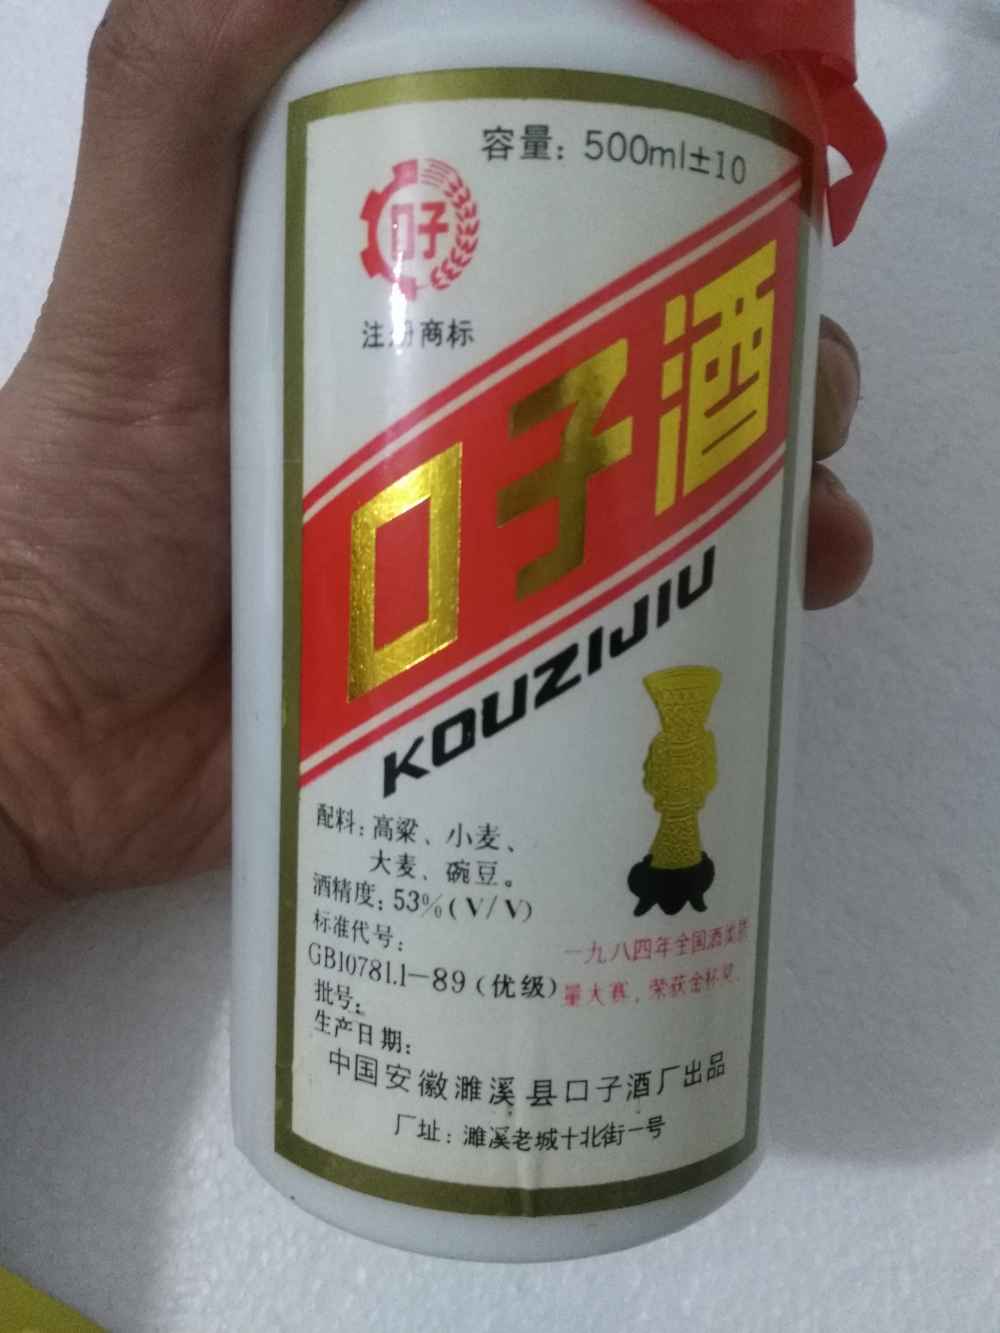 容量：500ml±10
口子
注册商标
口子酒
KOUZIJIU
配料：高粱、小麦、
大麦、碗豆。
酒精度：53%(V/V)
标准代号：
GB10781.1—89（优级）
批号：
生产日期：
一九八四年全国酒类质
量大赛，荣获金杯奖。
中国安徽濉溪县口子酒厂出品
厂址：濉溪老城十北街一号